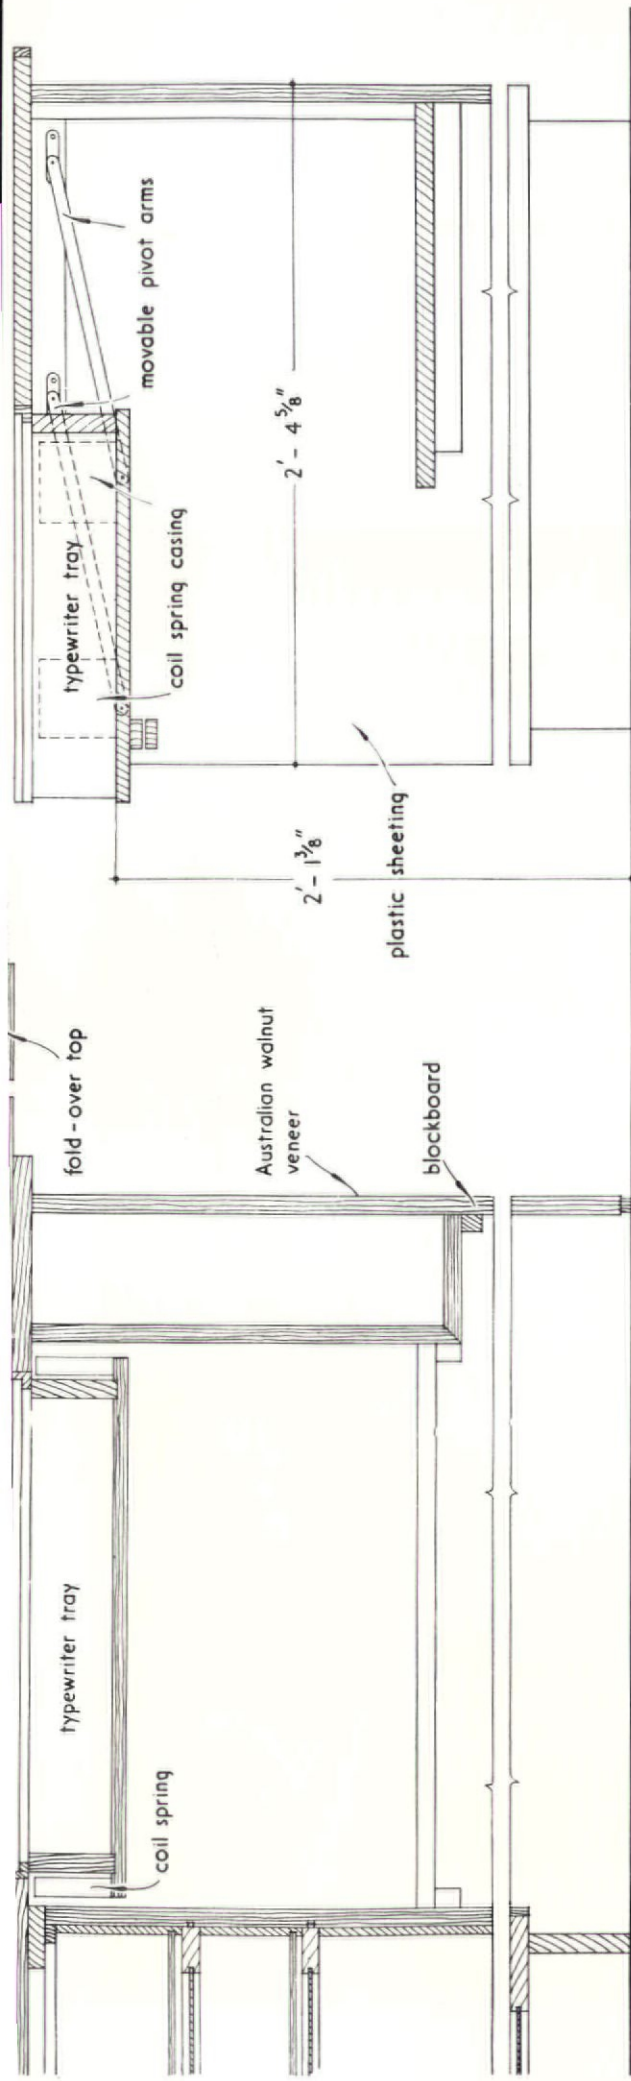 typewriter tray
coil spring
fold-over top
Australian walnut
veneer
blockboard
typewriter tray
coil spring casing
movable pivot arms
2'- 4 5/8"
2'- 1 3/8"
plastic sheeting